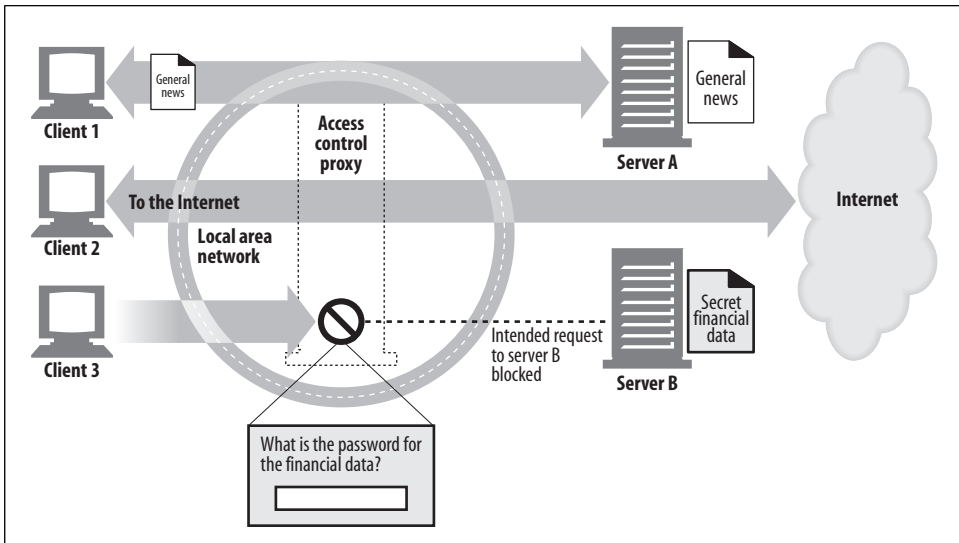 General
news
Client 1
Access
control
proxy
General
news
Server A
To the Internet
Client 2
Local area
network
Internet
Client 3
Intended request
to server B
blocked
Secret
financial
data
Server B
What is the password for
the financial data?